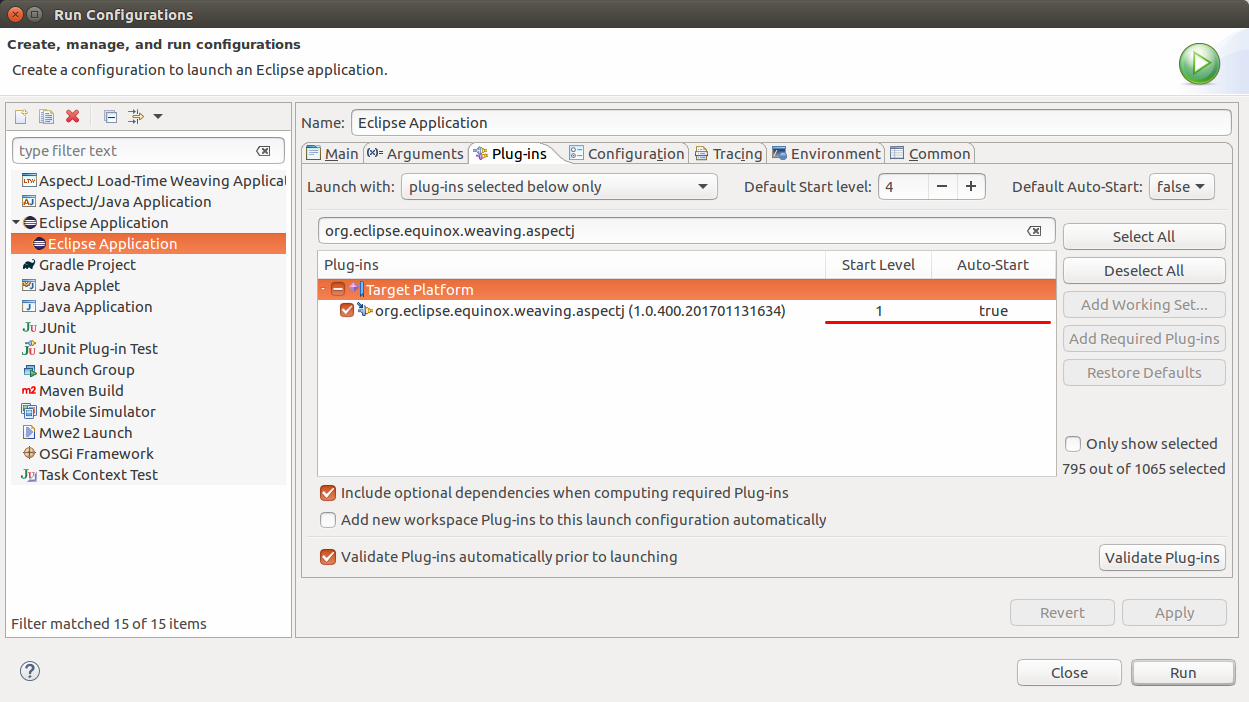 Run Configurations
Create, manage, and run configurations
Create a configuration to launch an Eclipse application.
type filter text
AspectJ Load-Time Weaving Applicat
AspectJ/Java Application
Eclipse Application
Eclipse Application
Gradle Project
Java Applet
Java Application
JUnit
JUnit Plug-in Test
Launch Group
Maven Build
Mobile Simulator
Mwe2 Launch
OSGi Framework
Task Context Test
Filter matched 15 of 15 items
Name: Eclipse Application
Main Arguments Plug-ins Configuration Tracing Environment Common
Launch with: plug-ins selected below only Default Start level: 4 Default Auto-Start: false
org.eclipse.equinox.weaving.aspectj
Plug-ins Start Level Auto-Start
Target Platform
org.eclipse.equinox.weaving.aspectj (1.0.400.201701131634) 1 true
Select All
Deselect All
Add Working Set...
Add Required Plug-ins
Restore Defaults
Only show selected
795 out of 1065 selected
Include optional dependencies when computing required Plug-ins
Add new workspace Plug-ins to this launch configuration automatically
Validate Plug-ins automatically prior to launching Validate Plug-ins
Revert Apply
Close Run